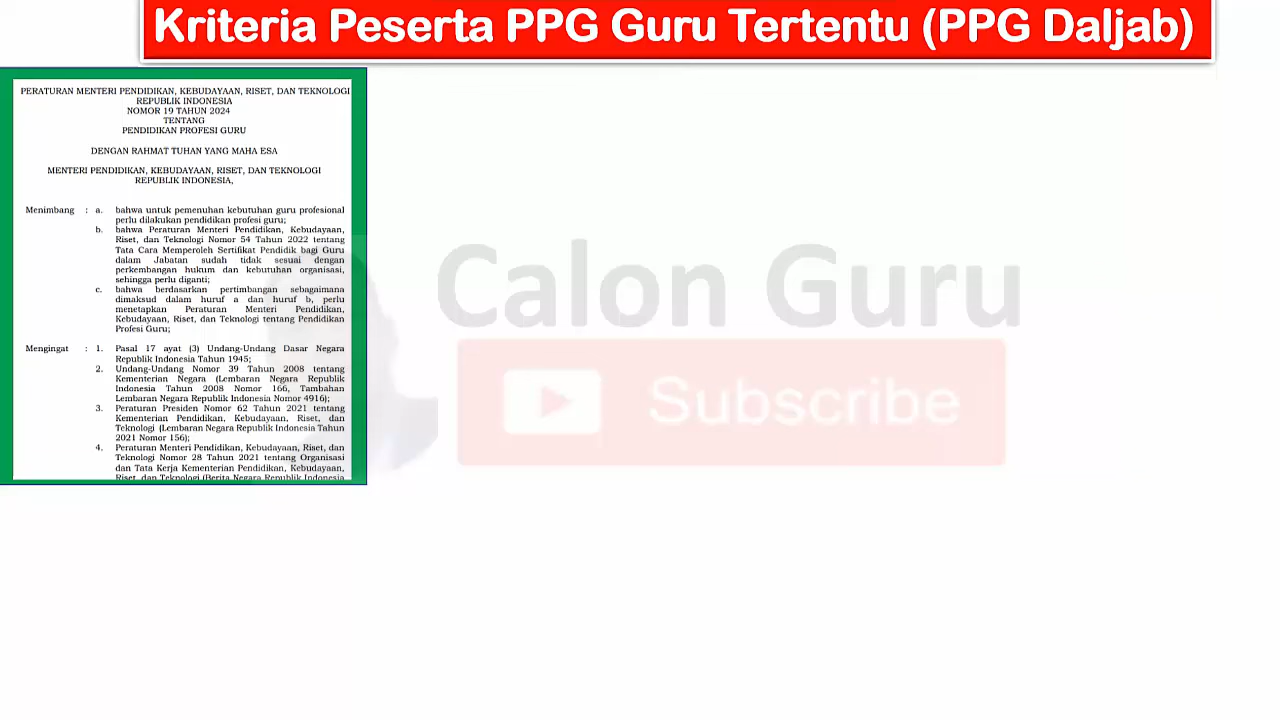 Kriteria Peserta PPG Guru Tertentu (PPG Daljab)
PERATURAN MENTERI PENDIDIKAN, KEBUDAYAAN, RISET, DAN TEKNOLOGI
REPUBLIK INDONESIA
NOMOR 19 TAHUN 2024
TENTANG
PENDIDIKAN PROFESI GURU
DENGAN RAHMAT TUHAN YANG MAHA ESA
MENTERI PENDIDIKAN, KEBUDAYAAN, RISET, DAN TEKNOLOGI
REPUBLIK INDONESIA,
Menimbang : a. bahwa untuk pemenuhan kebutuhan guru profesional
perlu dilakukan pendidikan profesi guru;
b. bahwa Peraturan Menteri Pendidikan, Kebudayaan,
Riset, dan Teknologi Nomor 54 Tahun 2022 tentang
Tata Cara Memperoleh Sertifikat Pendidik bagi Guru
dalam Jabatan sudah tidak sesuai dengan
perkembangan hukum dan kebutuhan organisasi,
sehingga perlu diganti;
c. bahwa berdasarkan pertimbangan sebagaimana
dimaksud dalam huruf a dan huruf b, perlu
menetapkan Peraturan Menteri Pendidikan,
Kebudayaan, Riset, dan Teknologi tentang Pendidikan
Profesi Guru;
Mengingat : 1. Pasal 17 ayat (3) Undang-Undang Dasar Negara
Republik Indonesia Tahun 1945;
2. Undang-Undang Nomor 39 Tahun 2008 tentang
Kementerian Negara (Lembaran Negara Republik
Indonesia Tahun 2008 Nomor 166, Tambahan
Lembaran Negara Republik Indonesia Nomor 4916);
3. Peraturan Presiden Nomor 62 Tahun 2021 tentang
Kementerian Pendidikan, Kebudayaan, Riset, dan
Teknologi (Lembaran Negara Republik Indonesia Tahun
2021 Nomor 156);
4. Peraturan Menteri Pendidikan, Kebudayaan, Riset, dan
Teknologi Nomor 28 Tahun 2021 tentang Organisasi
dan Tata Kerja Kementerian Pendidikan, Kebudayaan,
Riset, dan Teknologi (Berita Negara Republik Indonesia
Calon Guru
Subscribe